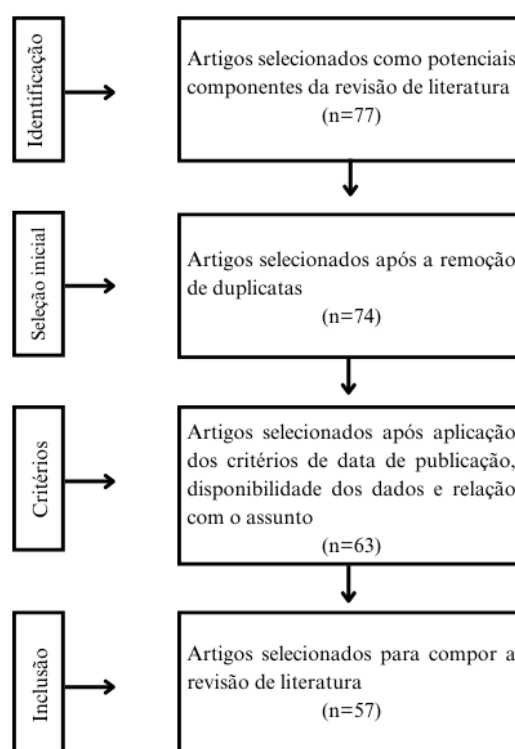 Identificação
Artigos selecionados como potenciais
componentes da revisão de literatura
(n=77)
Seleção inicial
Artigos selecionados após a remoção
de duplicatas
(n=74)
Critérios
Artigos selecionados após aplicação
dos critérios de data de publicação,
disponibilidade dos dados e relação
com o assunto
(n=63)
Inclusão
Artigos selecionados para compor a
revisão de literatura
(n=57)